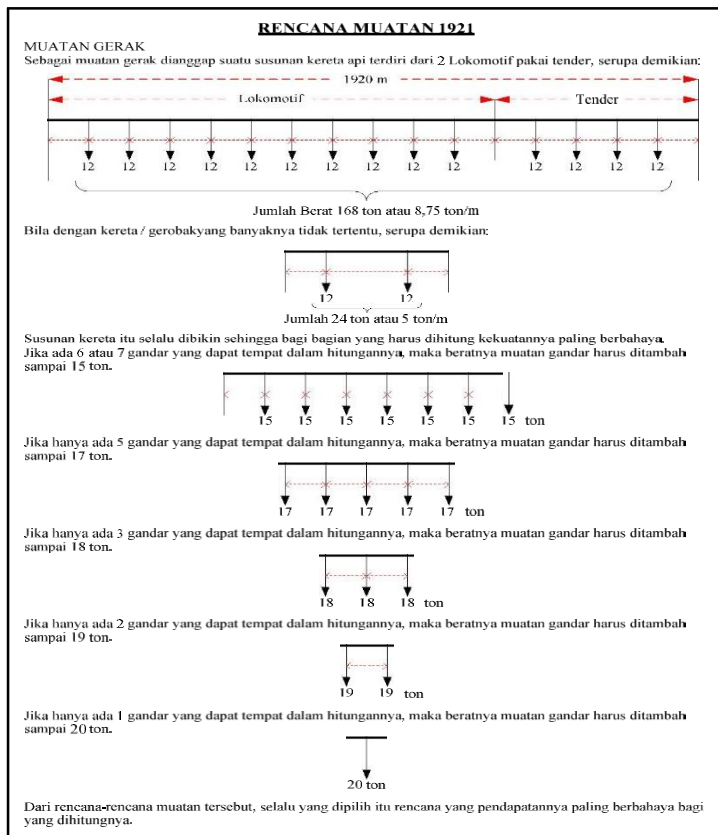 RENCANA MUATAN 1921
MUATAN GERAK
Sebagai muatan gerak dianggap suatu susunan kereta api terdiri dari 2 Lokomotif pakai tender, serupa demikian:
1920 m
Lokomotif Tender
12 12 12 12 12 12 12 12 12 12 12 12 12 12
Jumlah Berat 168 ton atau 8,75 ton/m
Bila dengan kereta / gerobakyang banyaknya tidak tertentu, serupa demikian:
12 12
Jumlah 24 ton atau 5 ton/m
Susunan kereta itu selalu dibikin sehingga bagi bagian yang harus dihitung kekuatannya paling berbahaya.
Jika ada 6 atau 7 gandar yang dapat tempat dalam hitungannya, maka beratnya muatan gandar harus ditambah
sampai 15 ton.
15 15 15 15 15 15 15 ton
Jika hanya ada 5 gandar yang dapat tempat dalam hitungannya, maka beratnya muatan gandar harus ditambah
sampai 17 ton.
17 17 17 17 17 ton
Jika hanya ada 3 gandar yang dapat tempat dalam hitungannya, maka beratnya muatan gandar harus ditambah
sampai 18 ton.
18 18 18 ton
Jika hanya ada 2 gandar yang dapat tempat dalam hitungannya, maka beratnya muatan gandar harus ditambah
sampai 19 ton.
19 19 ton
Jika hanya ada 1 gandar yang dapat tempat dalam hitungannya, maka beratnya muatan gandar harus ditambah
sampai 20 ton.
20 ton
Dari rencana-rencana muatan tersebut, selalu yang dipilih itu rencana yang pendapatannya paling berbahaya bagi
yang dihitungnya.